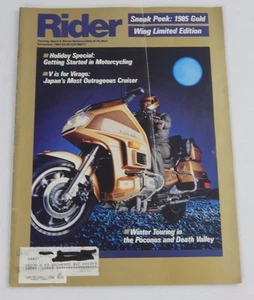 Rider
Sneak Peek: 1985 Gold
Wing Limited Edition
Holiday Special:
Getting Started in Motorcycling
V is for Virago:
Japan's Most Outrageous Cruiser
Winter Touring in
the Poconos and Death Valley